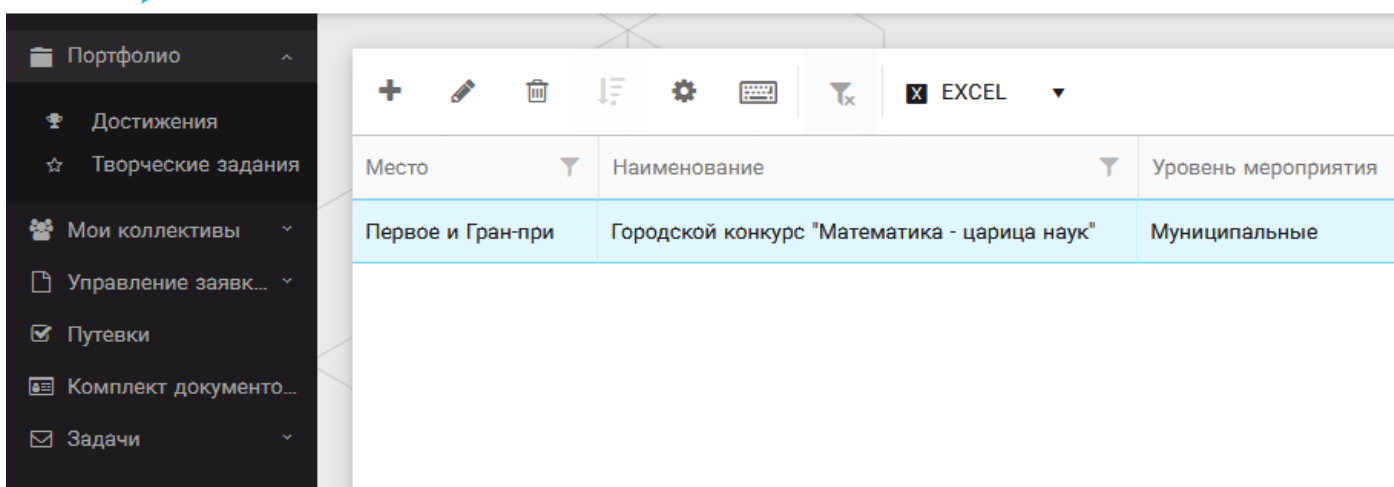 Портфолио
Достижения
Творческие задания
Мои коллективы
Управление заявк...
Путевки
Комплект документо...
Задачи
X EXCEL
Место Наименование Уровень мероприятия
Первое и Гран-при Городской конкурс "Математика - царица наук" Муниципальные